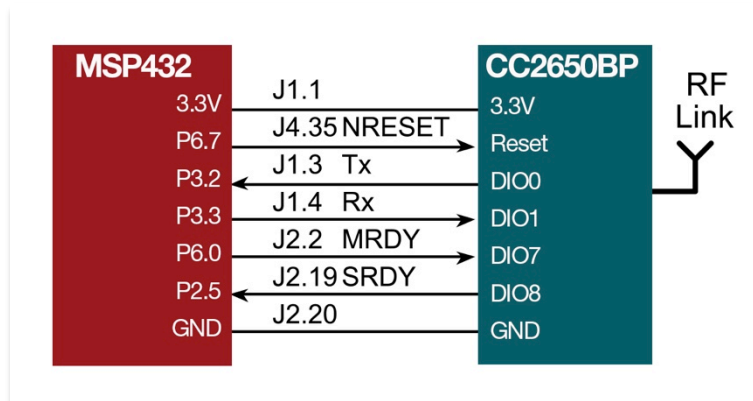 MSP432
CC2650BP
RF
Link
3.3V J1.1 3.3V
P6.7 J4.35 NRESET Reset
P3.2 J1.3 Tx DIO0
P3.3 J1.4 Rx DIO1
P6.0 J2.2 MRDY DIO7
P2.5 J2.19 SRDY DIO8
GND J2.20 GND